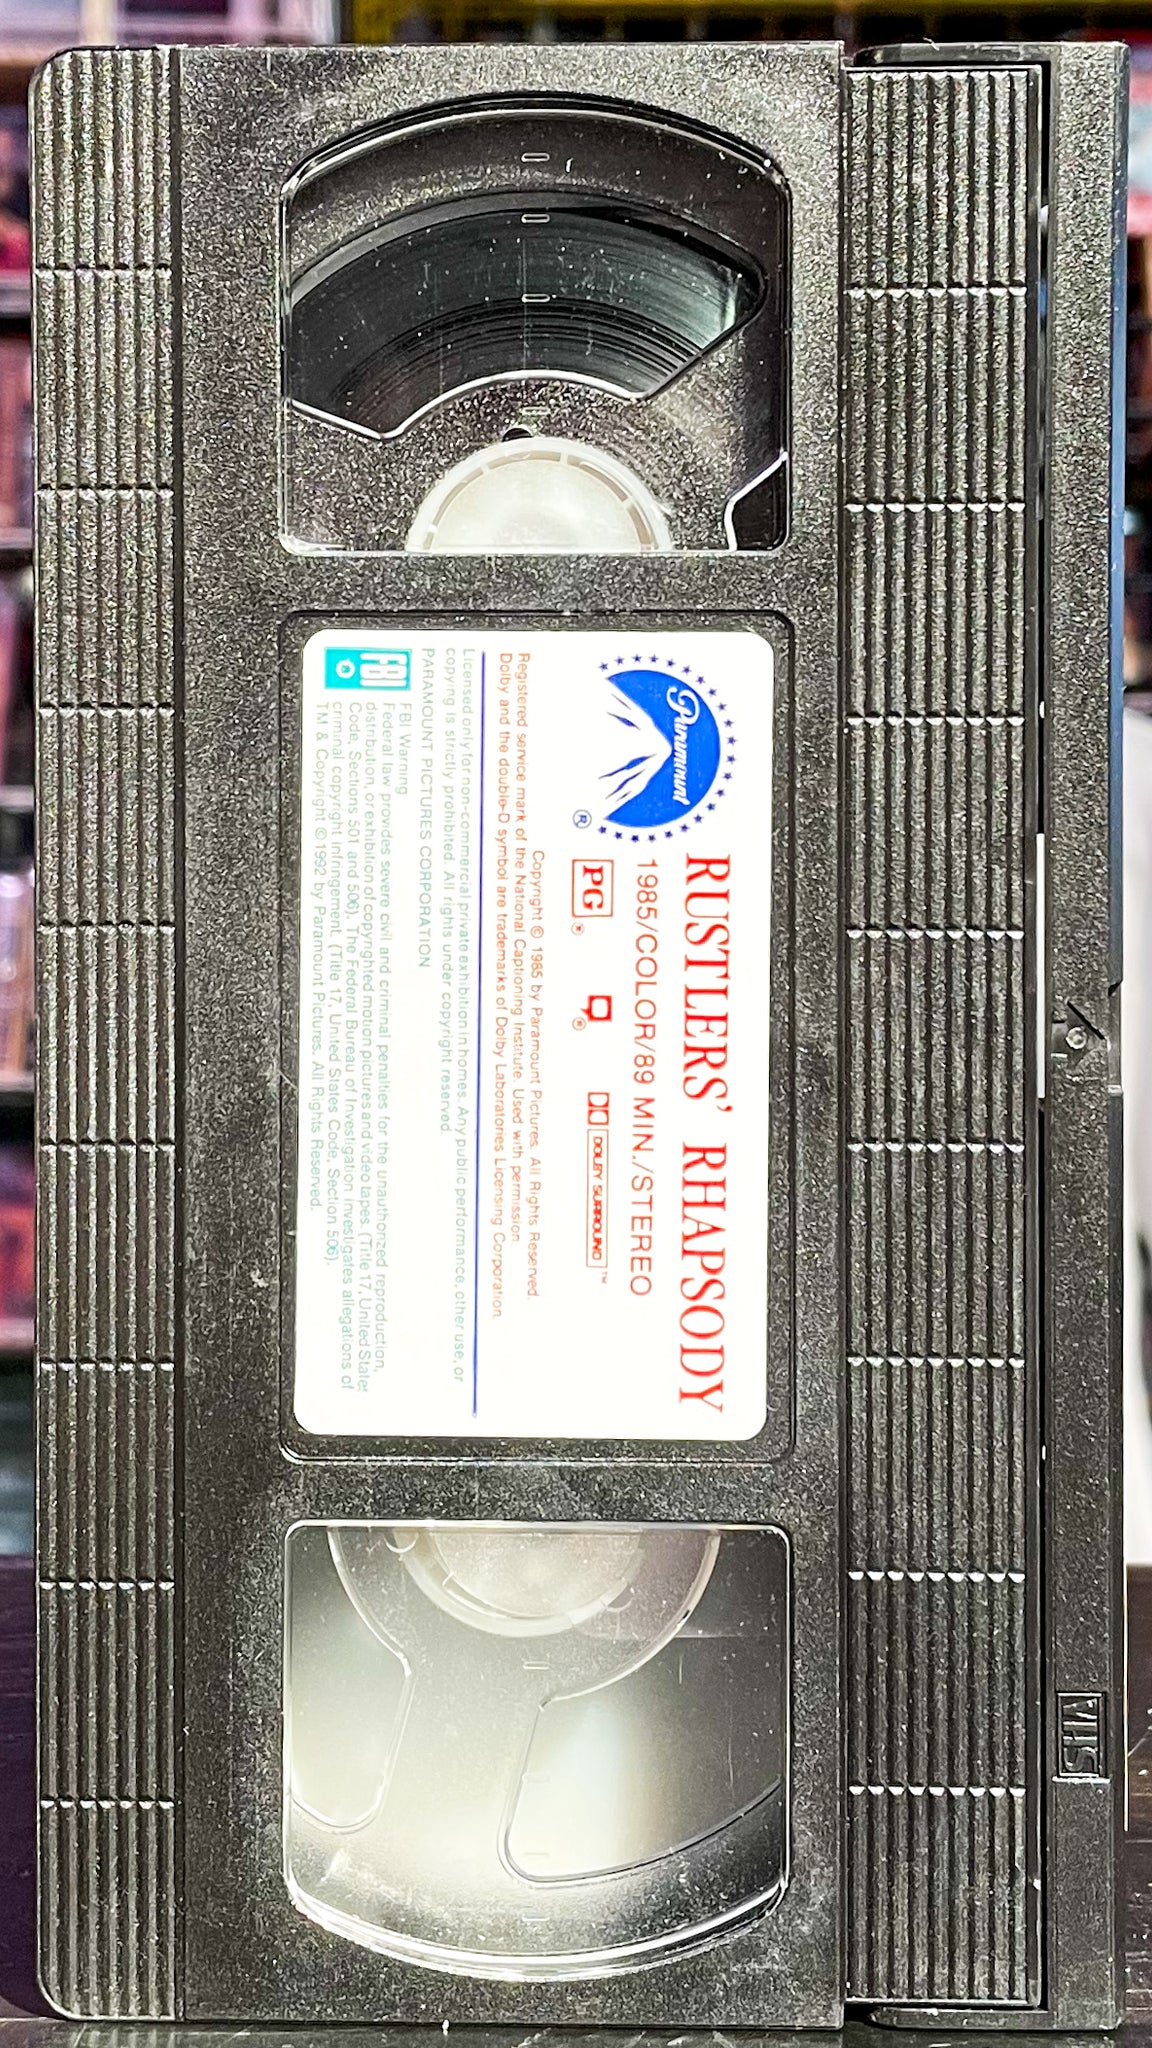 Paramount
®
RUSTLERS' RHAPSODY
1985/COLOR/89 MIN./STEREO
PG ® ® DOLBY SURROUND ™
Copyright © 1985 by Paramount Pictures. All Rights Reserved.
Registered service mark of the National Captioning Institute. Used with permission.
Dolby and the double-D symbol are trademarks of Dolby Laboratories Licensing Corporation
Licensed only for non-commercial private exhibition in homes. Any public performance, other use, or
copying is strictly prohibited. All rights under copyright reserved.
PARAMOUNT PICTURES CORPORATION
FBI
FBI Warning
Federal law provides severe civil and criminal penalties for the unauthorized reproduction,
distribution, or exhibition of copyrighted motion pictures and video tapes. (Title 17, United States
Code, Sections 501 and 506). The Federal Bureau of Investigation investigates allegations of
criminal copyright infringement. (Title 17, United States Code, Section 506).
TM & Copyright © 1992 by Paramount Pictures. All Rights Reserved.
VHS